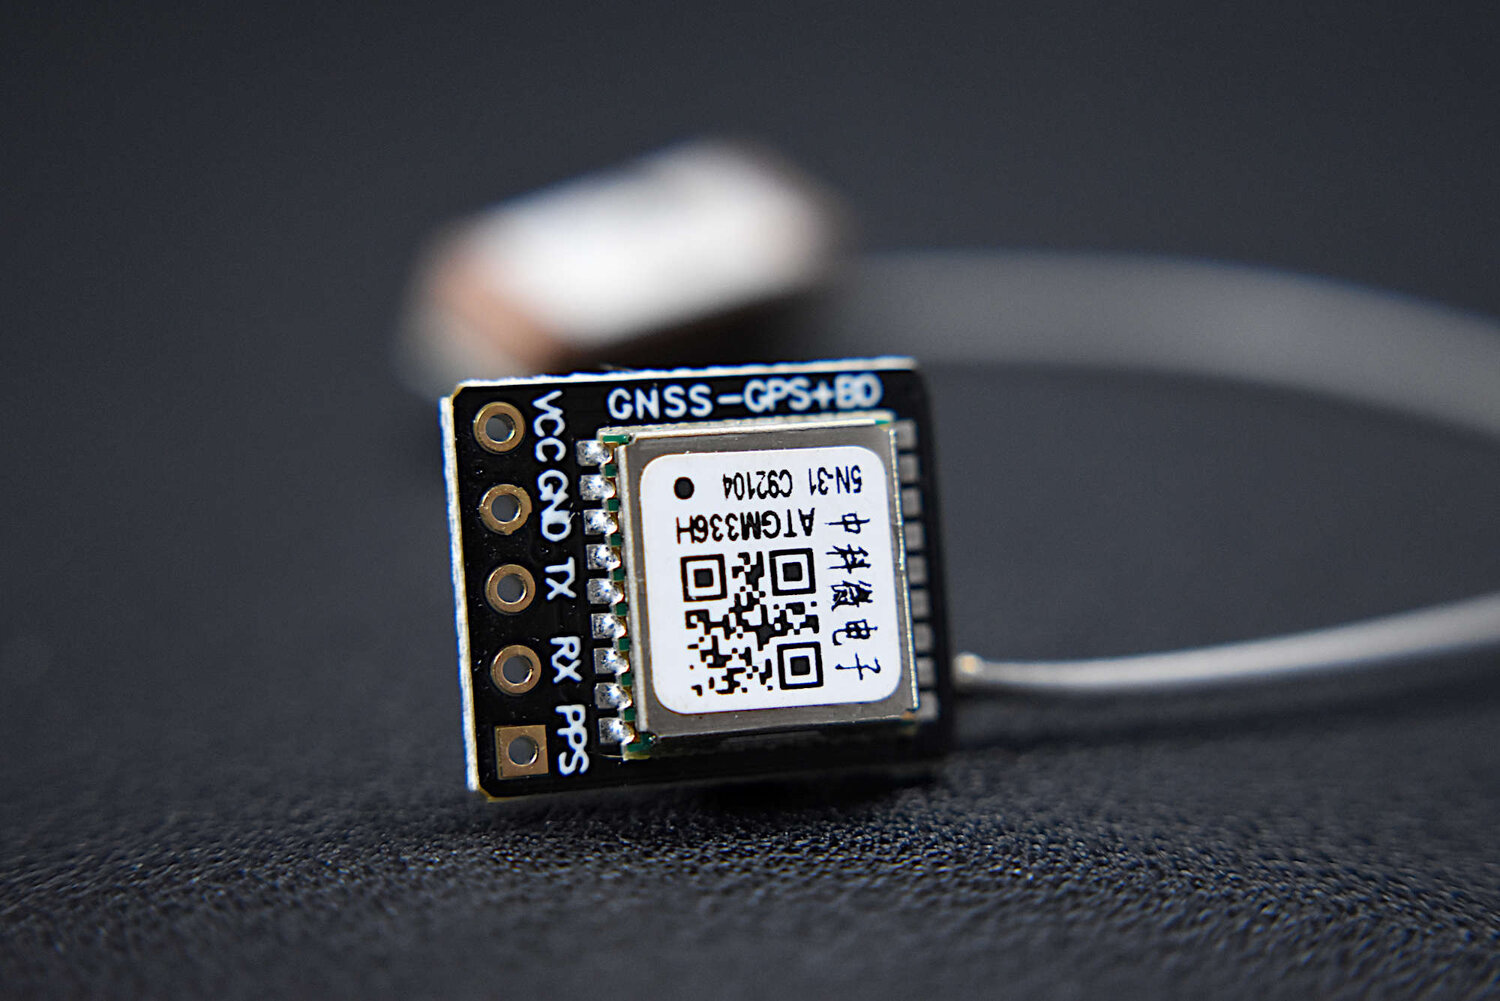 GNSS-GPS+BD
VCC
GND
TX
RX
PPS
5N-31 C92104
ATGM336H
中科微电子